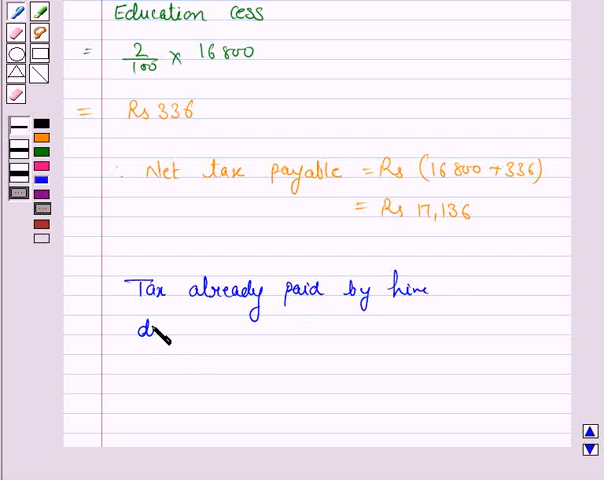 Education cess
= 2/100 × 16800
= Rs 336
∴ Net tax payable = Rs (16800 + 336)
= Rs 17,136
Tax already paid by him
d